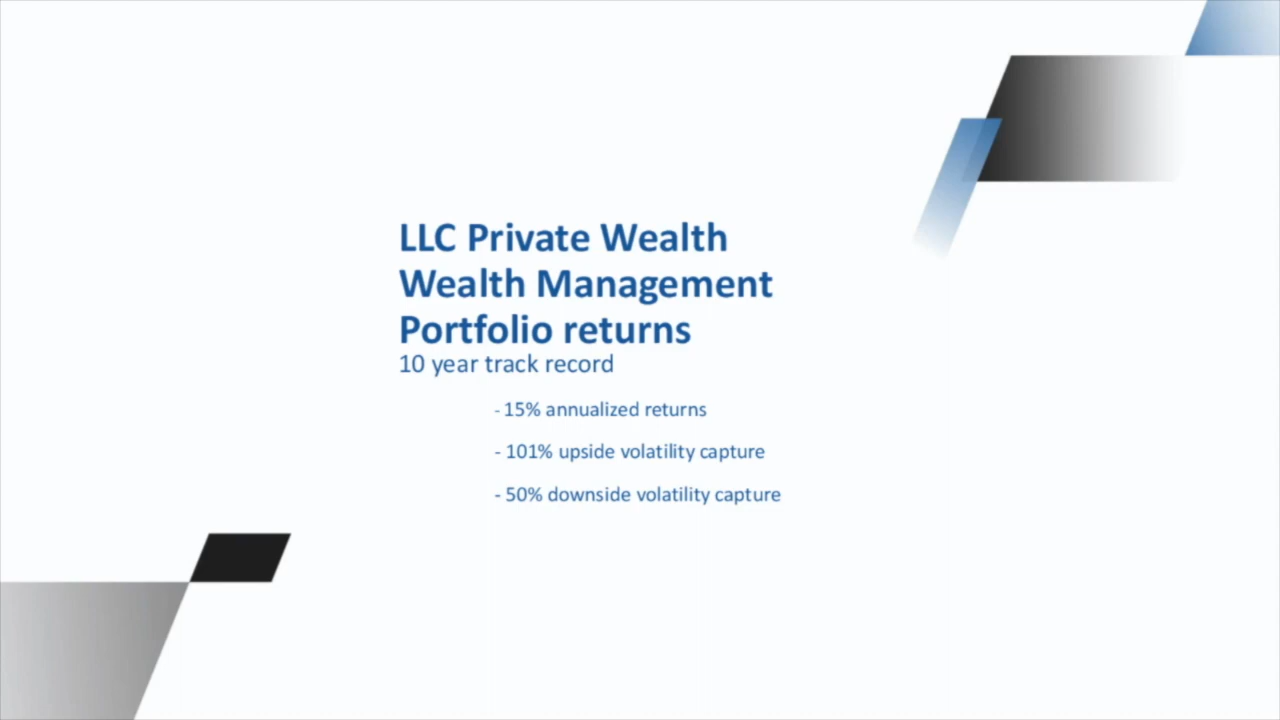 LLC Private Wealth
Wealth Management
Portfolio returns
10 year track record
- 15% annualized returns
- 101% upside volatility capture
- 50% downside volatility capture